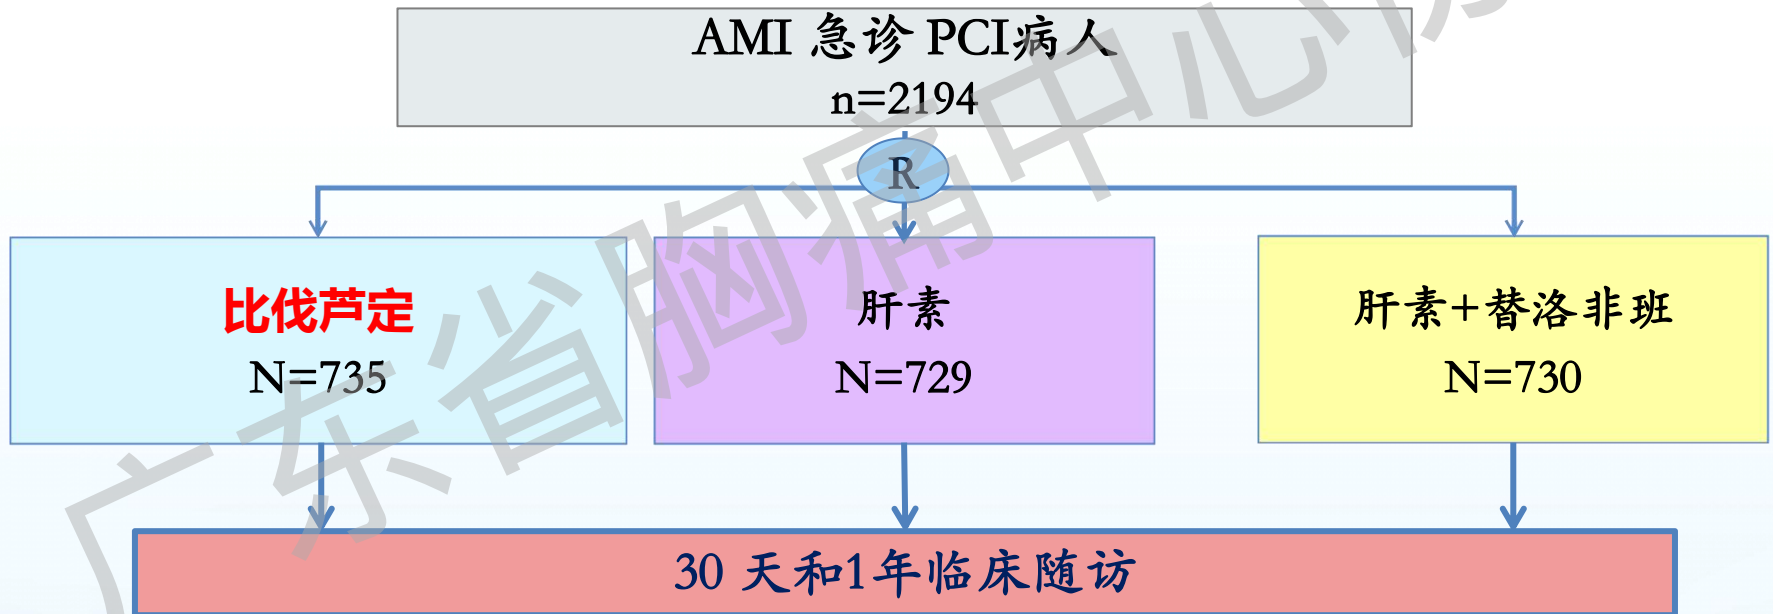 AMI 急诊 PCI病人
n=2194
R
比伐芦定
N=735
肝素
N=729
肝素+替洛非班
N=730
30 天和1年临床随访
广东省胸痛中心